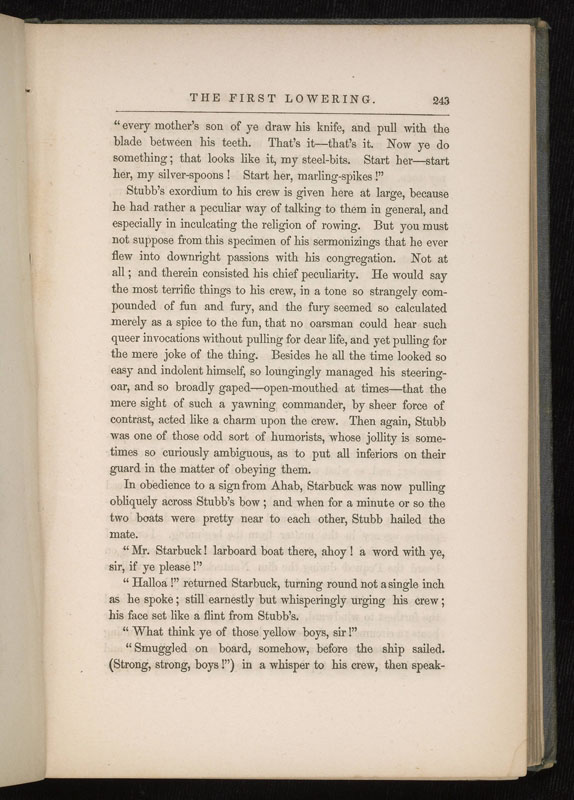 THE FIRST LOWERING. 243
“every mother's son of ye draw his knife, and pull with the
blade between his teeth. That's it—that's it. Now ye do
something; that looks like it, my steel-bits. Start her—start
her, my silver-spoons! Start her, marling-spikes!”
Stubb's exordium to his crew is given here at large, because
he had rather a peculiar way of talking to them in general, and
especially in inculcating the religion of rowing. But you must
not suppose from this specimen of his sermonizings that he ever
flew into downright passions with his congregation. Not at
all; and therein consisted his chief peculiarity. He would say
the most terrific things to his crew, in a tone so strangely com-
pounded of fun and fury, and the fury seemed so calculated
merely as a spice to the fun, that no oarsman could hear such
queer invocations without pulling for dear life, and yet pulling for
the mere joke of the thing. Besides he all the time looked so
easy and indolent himself, so loungingly managed his steering-
oar, and so broadly gaped—open-mouthed at times—that the
mere sight of such a yawning commander, by sheer force of
contrast, acted like a charm upon the crew. Then again, Stubb
was one of those odd sort of humorists, whose jollity is some-
times so curiously ambiguous, as to put all inferiors on their
guard in the matter of obeying them.
In obedience to a sign from Ahab, Starbuck was now pulling
obliquely across Stubb's bow; and when for a minute or so the
two boats were pretty near to each other, Stubb hailed the
mate.
“Mr. Starbuck! larboard boat there, ahoy! a word with ye,
sir, if ye please!”
“Halloa!” returned Starbuck, turning round not a single inch
as he spoke; still earnestly but whisperingly urging his crew;
his face set like a flint from Stubb's.
“What think ye of those yellow boys, sir!”
“Smuggled on board, somehow, before the ship sailed.
(Strong, strong, boys!”) in a whisper to his crew, then speak-